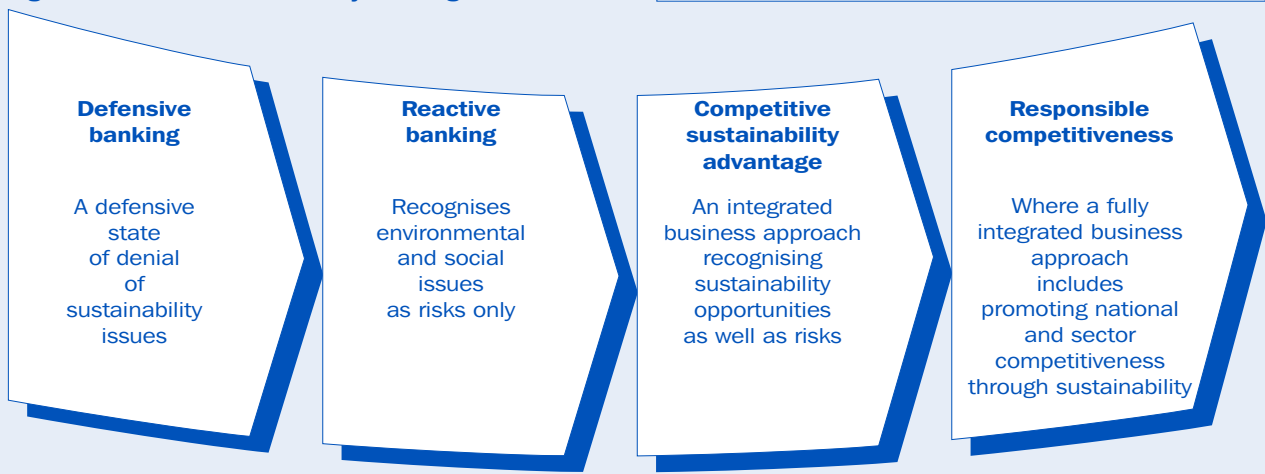 Defensive
banking
A defensive
state
of denial
of
sustainability
issues
Reactive
banking
Recognises
environmental
and social
issues
as risks only
Competitive
sustainability
advantage
An integrated
business approach
recognising
sustainability
opportunities
as well as risks
Responsible
competitiveness
Where a fully
integrated business
approach
includes
promoting national
and sector
competitiveness
through sustainability